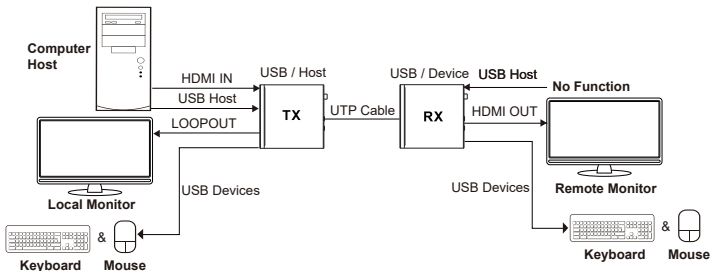 Computer
Host
HDMI IN
USB / Host
USB Host
LOOPOUT
TX
UTP Cable
USB / Device
USB Host
No Function
RX
HDMI OUT
USB Devices
USB Devices
Local Monitor
Remote Monitor
&
Keyboard Mouse
&
Keyboard Mouse